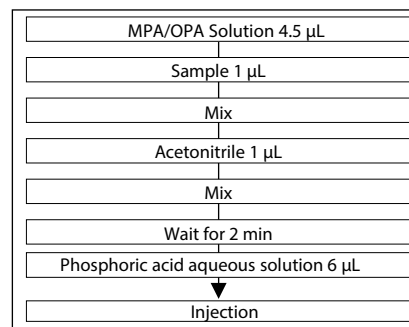 MPA/OPA Solution 4.5 µL
Sample 1 µL
Mix
Acetonitrile 1 µL
Mix
Wait for 2 min
Phosphoric acid aqueous solution 6 µL
Injection